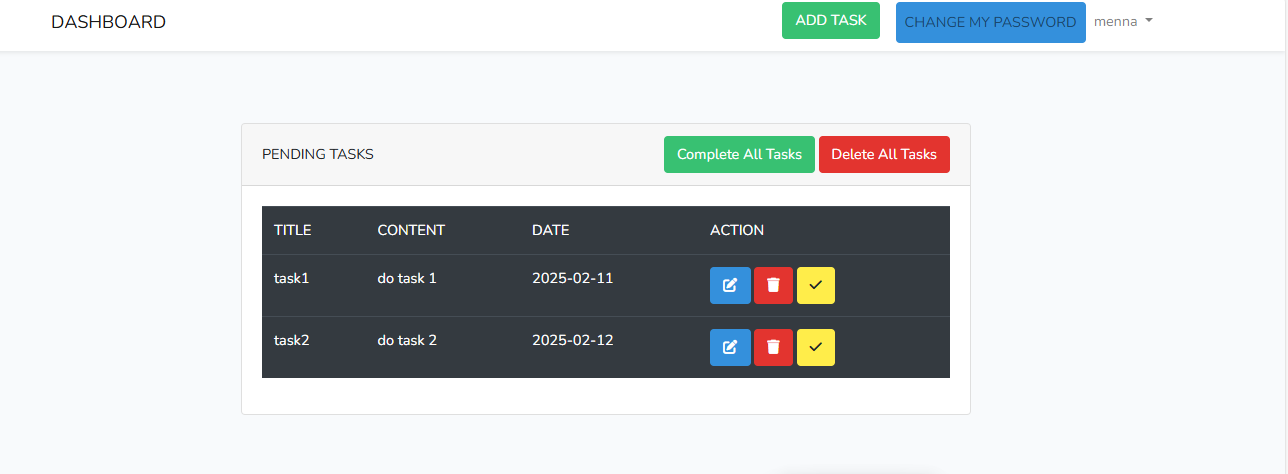 DASHBOARD ADD TASK CHANGE MY PASSWORD menna
PENDING TASKS Complete All Tasks Delete All Tasks
TITLE CONTENT DATE ACTION
task1 do task 1 2025-02-11
task2 do task 2 2025-02-12